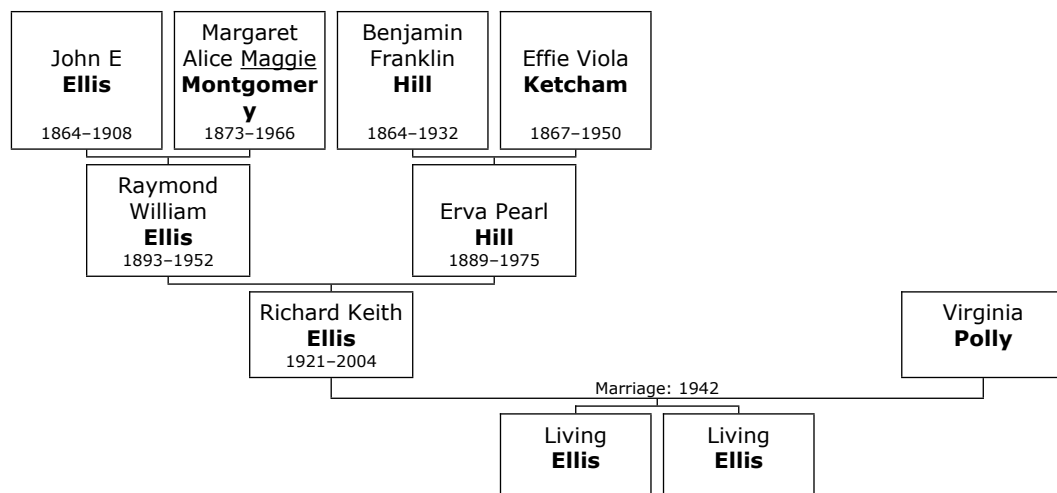 John E
Ellis
1864–1908
Margaret
Alice Maggie
Montgomer
y
1873–1966
Benjamin
Franklin
Hill
1864–1932
Effie Viola
Ketcham
1867–1950
Raymond
William
Ellis
1893–1952
Erva Pearl
Hill
1889–1975
Richard Keith
Ellis
1921–2004
Virginia
Polly
Marriage: 1942
Living
Ellis
Living
Ellis